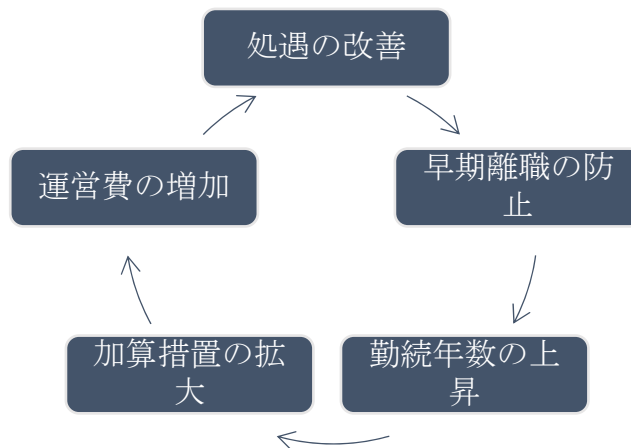 処遇の改善
早期離職の防
止
勤続年数の上
昇
加算措置の拡
大
運営費の増加